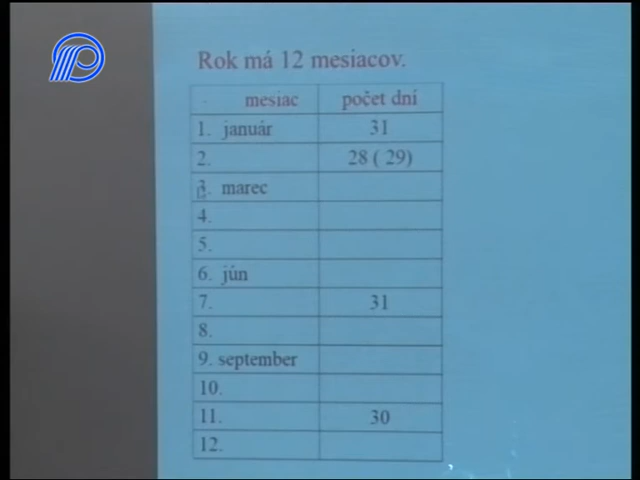 Rok má 12 mesiacov.
mesiac počet dní
1. január 31
2. 28 ( 29)
3. marec
4.
5.
6. jún
7. 31
8.
9. september
10.
11. 30
12.